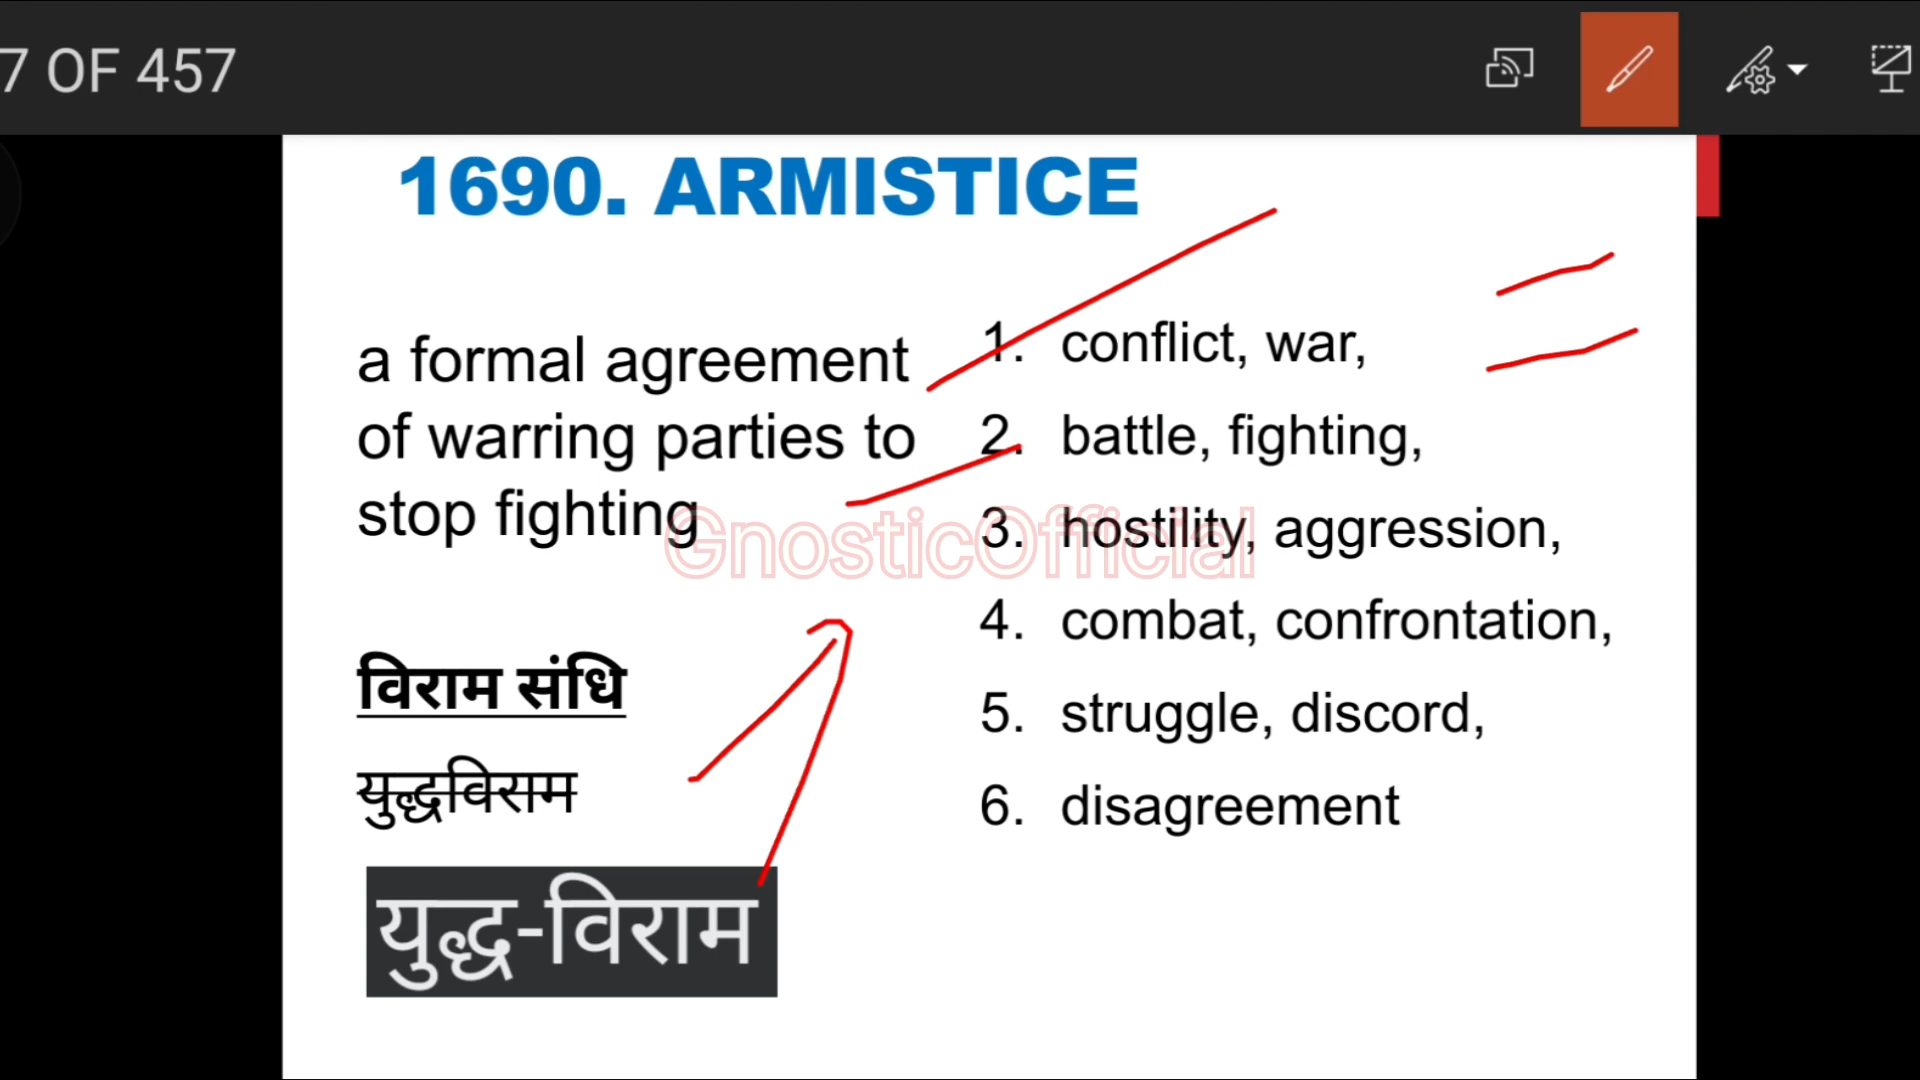 7 OF 457
1690. ARMISTICE
a formal agreement
of warring parties to
stop fighting
विराम संधि
युद्धविराम
युद्ध-विराम
1. conflict, war,
2. battle, fighting,
3. hostility, aggression,
4. combat, confrontation,
5. struggle, discord,
6. disagreement
GnosticOfficial